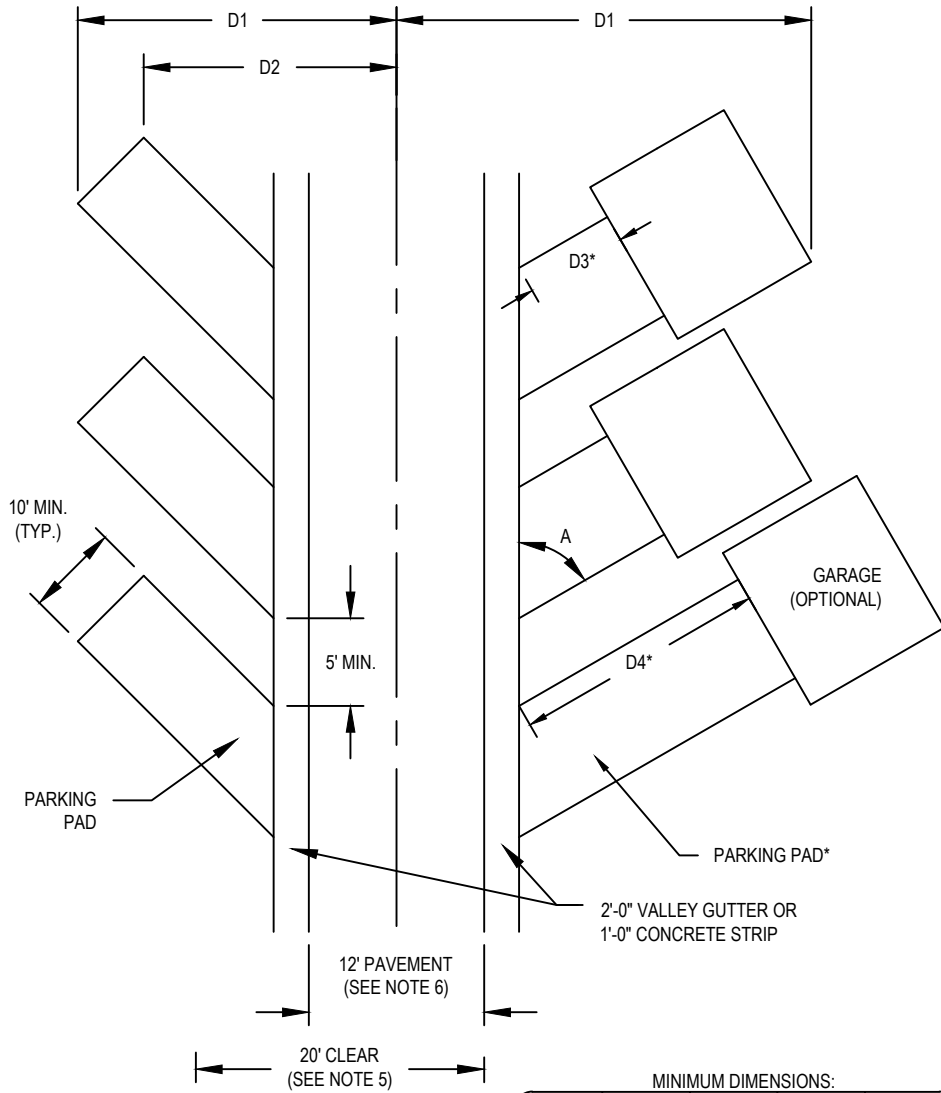 D1
D1
D2
D3*
10' MIN.
(TYP.)
A
GARAGE
(OPTIONAL)
5' MIN.
D4*
PARKING
PAD
PARKING PAD*
2'-0" VALLEY GUTTER OR
1'-0" CONCRETE STRIP
12' PAVEMENT
(SEE NOTE 6)
20' CLEAR
(SEE NOTE 5)
MINIMUM DIMENSIONS: